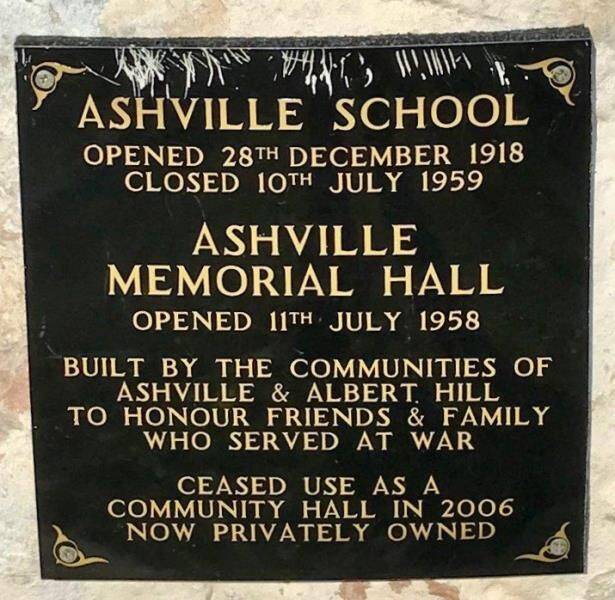 ASHVILLE SCHOOL
OPENED 28TH DECEMBER 1918
CLOSED 10TH JULY 1959
ASHVILLE
MEMORIAL HALL
OPENED 11TH JULY 1958
BUILT BY THE COMMUNITIES OF
ASHVILLE & ALBERT HILL
TO HONOUR FRIENDS & FAMILY
WHO SERVED AT WAR
CEASED USE AS A
COMMUNITY HALL IN 2006
NOW PRIVATELY OWNED